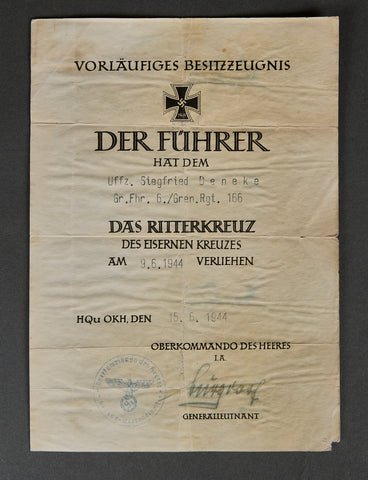 VORLÄUFIGES BESITZZEUGNIS
DER FÜHRER
HAT DEM
Uffz. Siegfried Deneke
Gr.Fhr. 6./Gren.Rgt. 166
DAS RITTERKREUZ
DES EISERNEN KREUZES
AM 9.6.1944 VERLIEHEN
HQu OKH, DEN 15.6.1944
OBERKOMMANDO DES HEERES
I.A.
GENERALLEUTNANT